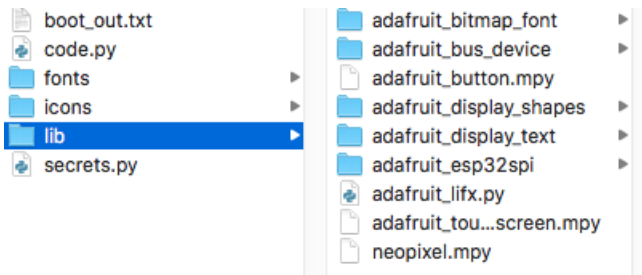 boot_out.txt
code.py
fonts
icons
lib
secrets.py
adafruit_bitmap_font
adafruit_bus_device
adafruit_button.mpy
adafruit_display_shapes
adafruit_display_text
adafruit_esp32spi
adafruit_lifx.py
adafruit_tou...screen.mpy
neopixel.mpy